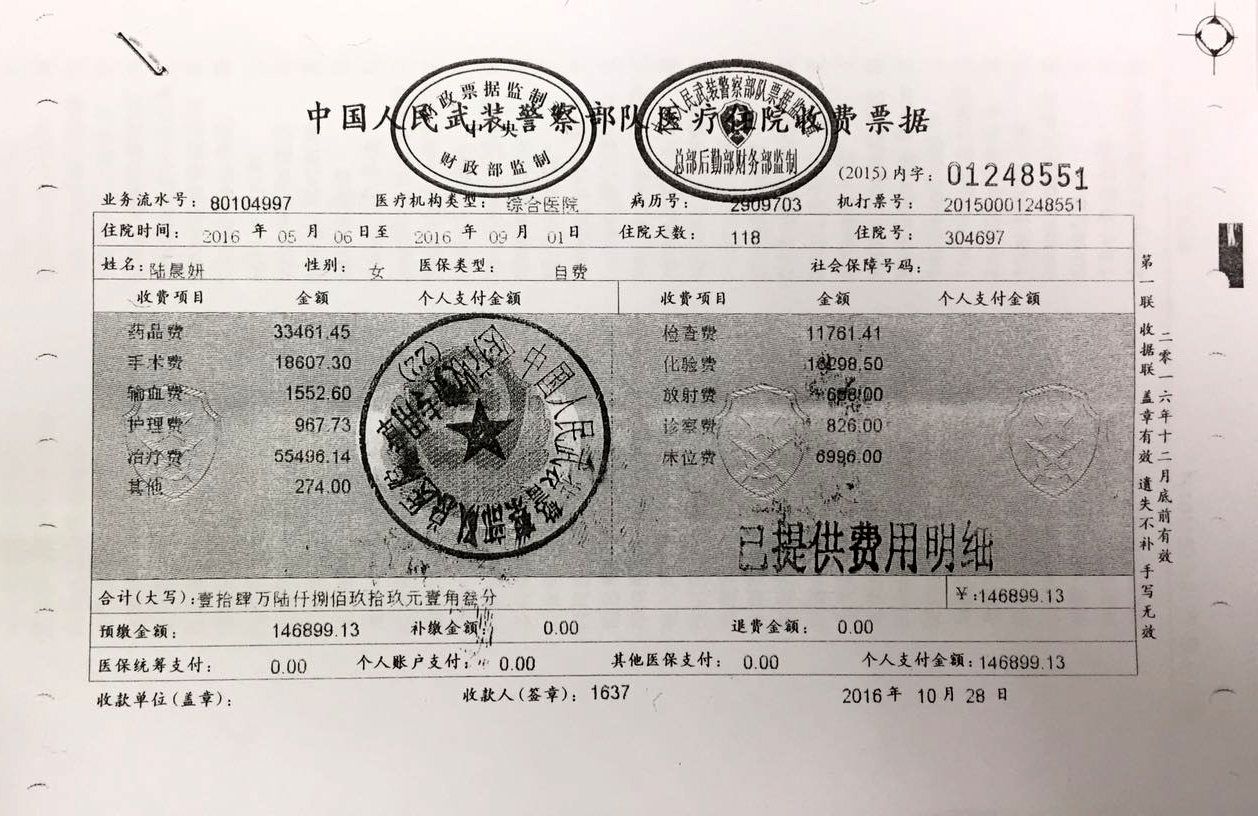 中国人民武装警察部队医疗住院收费票据
财政票据监制
中央
财政部监制
总部后勤部财务部监制
(2015) 内字: 01248551
业务流水号: 80104997 医疗机构类型: 综合医院 病历号: 2909703 机打票号: 20150001248551
住院时间: 2016 年 05 月 06 日至 2016 年 09 月 01 日 住院天数: 118 住院号: 304697
姓名: 陆晨妍 性别: 女 医保类型: 自费 社会保障号码:
收费项目 金额 个人支付金额 收费项目 金额 个人支付金额
药品费 33461.45 检查费 11761.41
手术费 18607.30 化验费
输血费 1552.60 放射费
护理费 967.73 诊察费 826.00
治疗费 55496.14 床位费 6996.00
其他 274.00
中国人民武装警察部队总医院
已提供费用明细
合计(大写):壹拾肆万陆仟捌佰玖拾玖元壹角叁分 ¥:146899.13
预缴金额: 146899.13 补缴金额: 0.00 退费金额: 0.00
医保统筹支付: 0.00 个人账户支付: 0.00 其他医保支付: 0.00 个人支付金额:146899.13
收款单位(盖章): 收款人(签章): 1637 2016 年 10 月 28 日
第一联 收据联 盖章有效 遗失不补 手写无效
二零一六年十二月底前有效